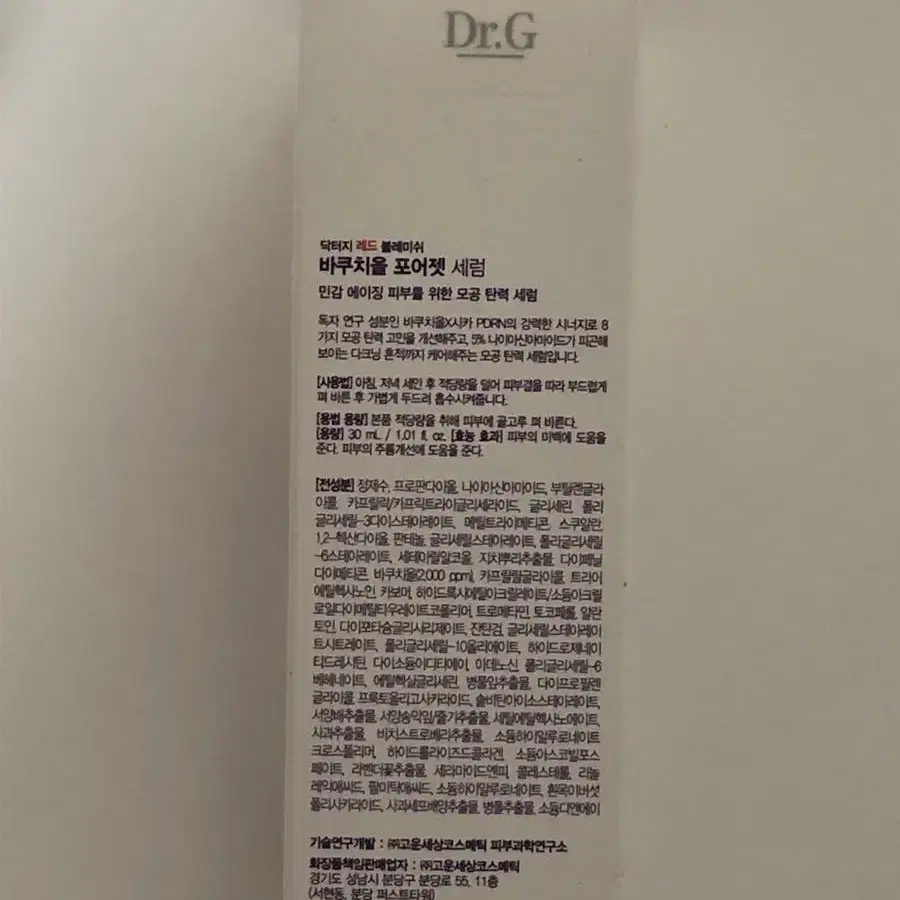 Dr.G
닥터지 레드 블레미쉬
바쿠치올 포어젯 세럼
민감 에이징 피부를 위한 모공 탄력 세럼
독자 연구 성분인 바쿠치올X시카 PDRN의 강력한 시너지로 8
가지 모공 탄력 고민을 개선해주고, 5% 나이아신아마이드가 피곤해
보이는 다크닝 흔적까지 케어해주는 모공 탄력 세럼입니다.
[사용법] 아침, 저녁 세안 후 적당량을 덜어 피부결을 따라 부드럽게
펴 바른 후 가볍게 두드려 흡수시켜줍니다.
[용법 용량] 본품 적당량을 취해 피부에 골고루 펴 바른다.
[용량] 30 mL / 1.01 fl. oz. [효능 효과] 피부의 미백에 도움을
준다. 피부의 주름개선에 도움을 준다.
[전성분] 정제수, 프로판다이올, 나이아신아마이드, 부틸렌글라
이콜, 카프릴릭/카프릭트라이글리세라이드, 글리세린, 폴리
글리세릴-3다이스테아레이트, 메틸트라이메티콘, 스쿠알란,
1,2-헥산다이올, 판테놀, 글리세릴스테아레이트, 폴리글리세릴
-6스테아레이트, 세테아릴알코올, 지치뿌리추출물, 다이페닐
다이메티콘, 바쿠치올(2,000 ppm), 카프릴릴글라이콜, 트라이
에틸헥사노인, 카보머, 하이드록시에틸아크릴레이트/소듐아크릴
로일다이메틸타우레이트코폴리머, 트로메타민, 토코페롤, 알란
토인, 다이포타슘글리시리제이트, 잔탄검, 글리세릴스테아레이
트시트레이트, 폴리글리세릴-10올리에이트, 하이드로제네이
티드레시틴, 다이소듐이디티에이, 아데노신, 폴리글리세릴-6
베헤네이트, 에틸헥실글리세린, 병풀잎추출물, 다이프로필렌
글라이콜, 프룩토올리고사카라이드, 솔비탄아이소스테아레이트,
서양배추출물, 서양송악잎/줄기추출물, 세틸에틸헥사노에이트,
사과추출물, 비치스트로베리추출물, 소듐하이알루로네이트
크로스폴리머, 하이드롤라이즈드콜라겐, 소듐아스코빌포스
페이트, 라벤더꽃추출물, 세라마이드엔피, 콜레스테롤, 리놀
레익애씨드, 팔미틱애씨드, 소듐하이알루로네이트, 흰목이버섯
폴리사카라이드, 사과세포배양추출물, 병풀추출물, 소듐디엔에이
기술연구개발 : ㈜고운세상코스메틱 피부과학연구소
화장품책임판매업자 : ㈜고운세상코스메틱
경기도 성남시 분당구 분당로 55, 11층
(서현동, 분당 퍼스트타워)